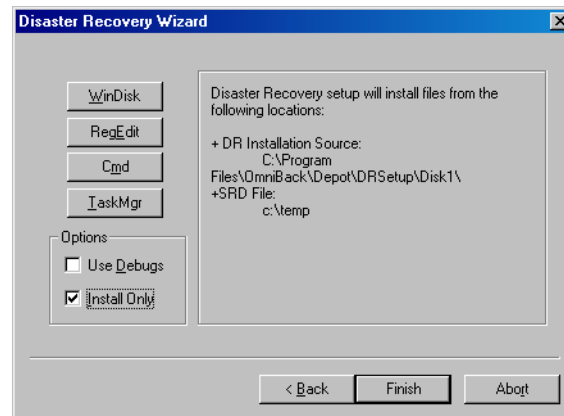 Disaster Recovery Wizard
WinDisk
RegEdit
Cmd
TaskMgr
Options
Use Debugs
Install Only
Disaster Recovery setup will install files from the
following locations:
+ DR Installation Source:
C:\Program
Files\OmniBack\Depot\DRSetup\Disk1\
+SRD File:
c:\temp
< Back
Finish
Abort